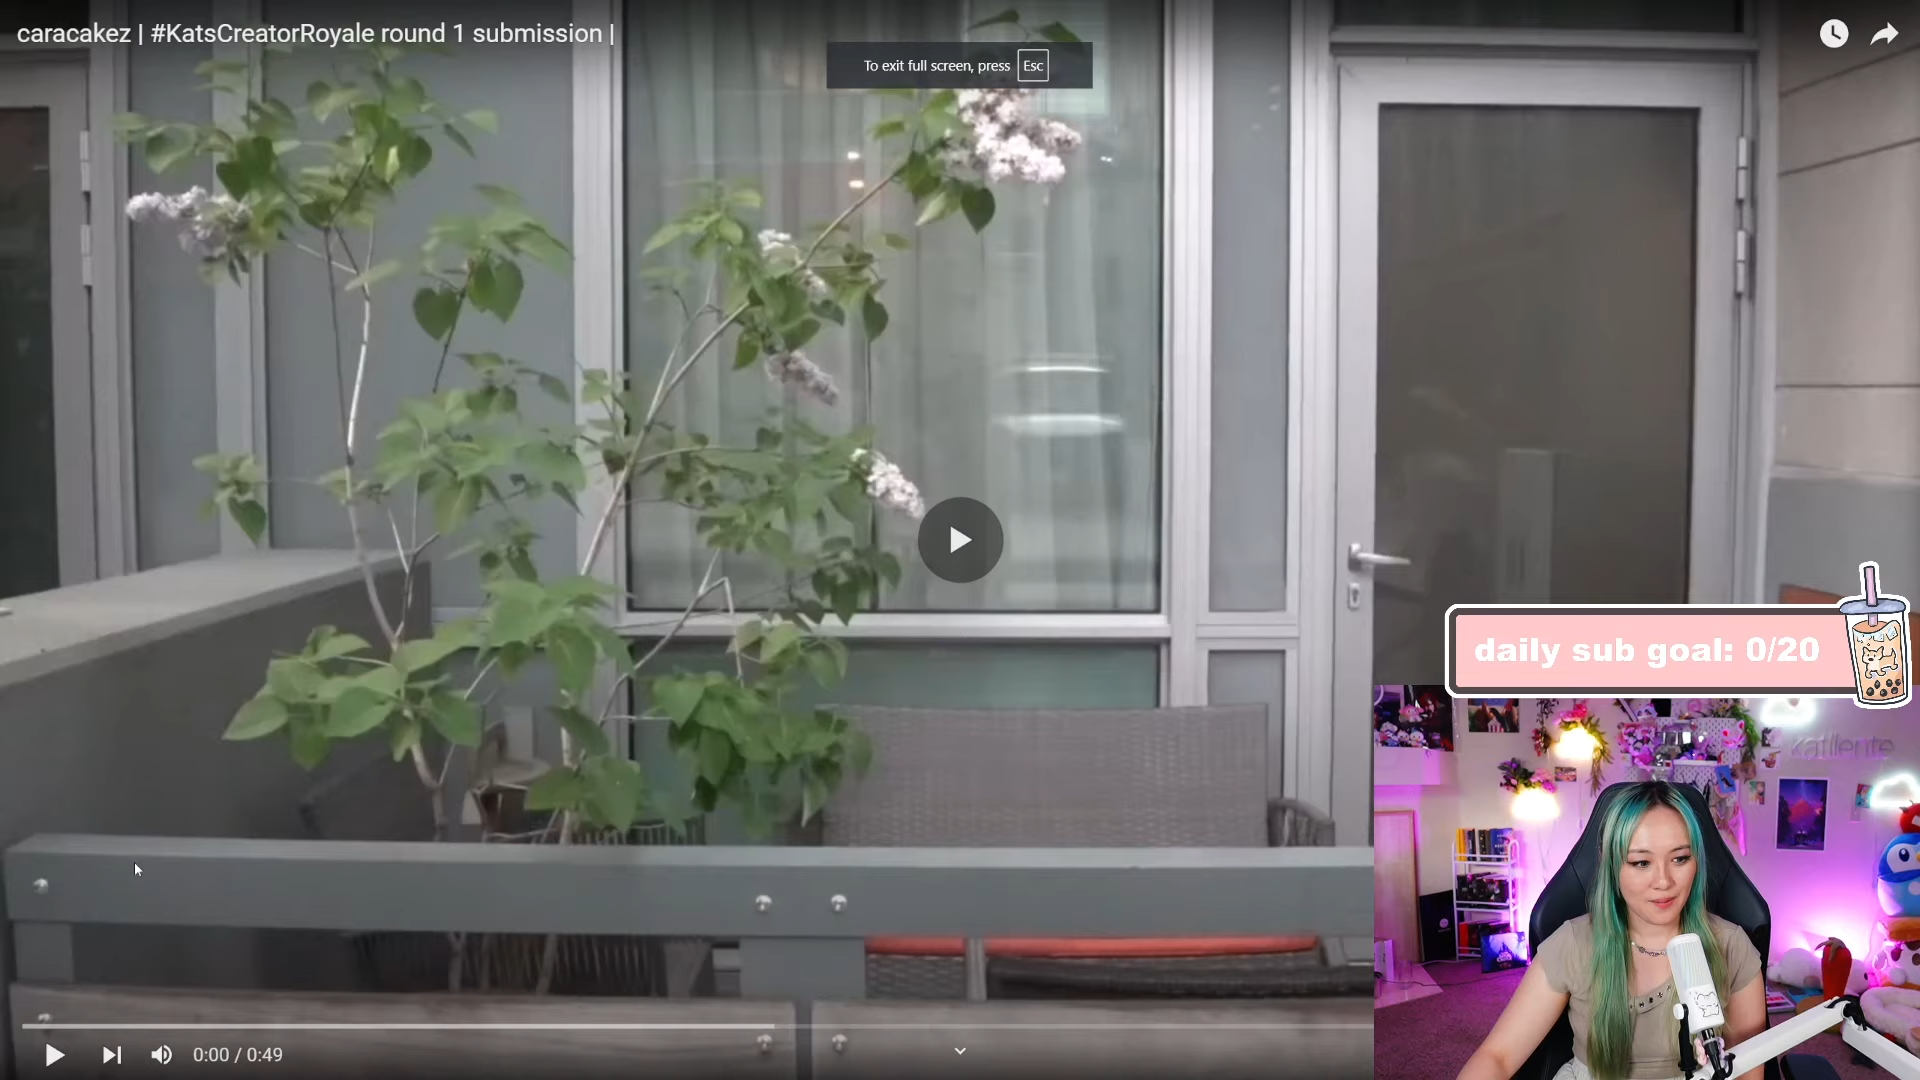 caracakez | #KatsCreatorRoyale round 1 submission |
To exit full screen, press Esc
daily sub goal: 0/20
katllente
0:00 / 0:49